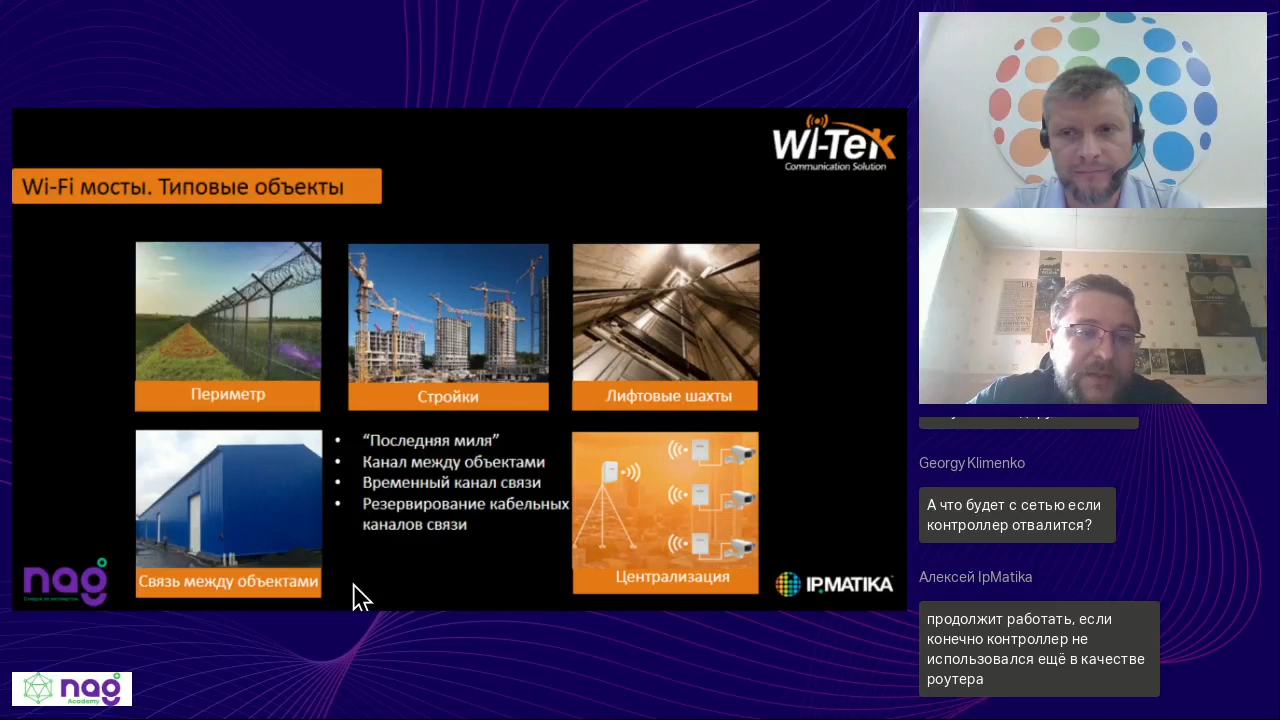 Wi-Tek
Communication Solution
Wi-Fi мосты. Типовые объекты
Периметр
Стройки
Лифтовые шахты
• “Последняя миля”
• Канал между объектами
• Временный канал связи
• Резервирование кабельных
каналов связи
Связь между объектами
Централизация
nag
IPMATIKA
nag
Academy
Georgy Klimenko
А что будет с сетью если
контроллер отвалится?
Алексей IpMatika
продолжит работать, если
конечно контроллер не
использовался ещё в качестве
роутера